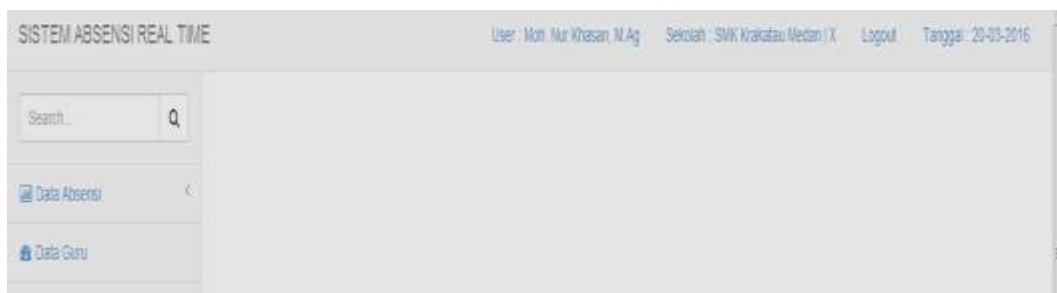 SISTEM ABSENSI REAL TIME
User : Moh. Nur Khasan, M.Ag Sekolah : SMK Krakatau Medan | X Logout Tanggal : 20-03-2016
Search...
Data Absensi
Data Guru